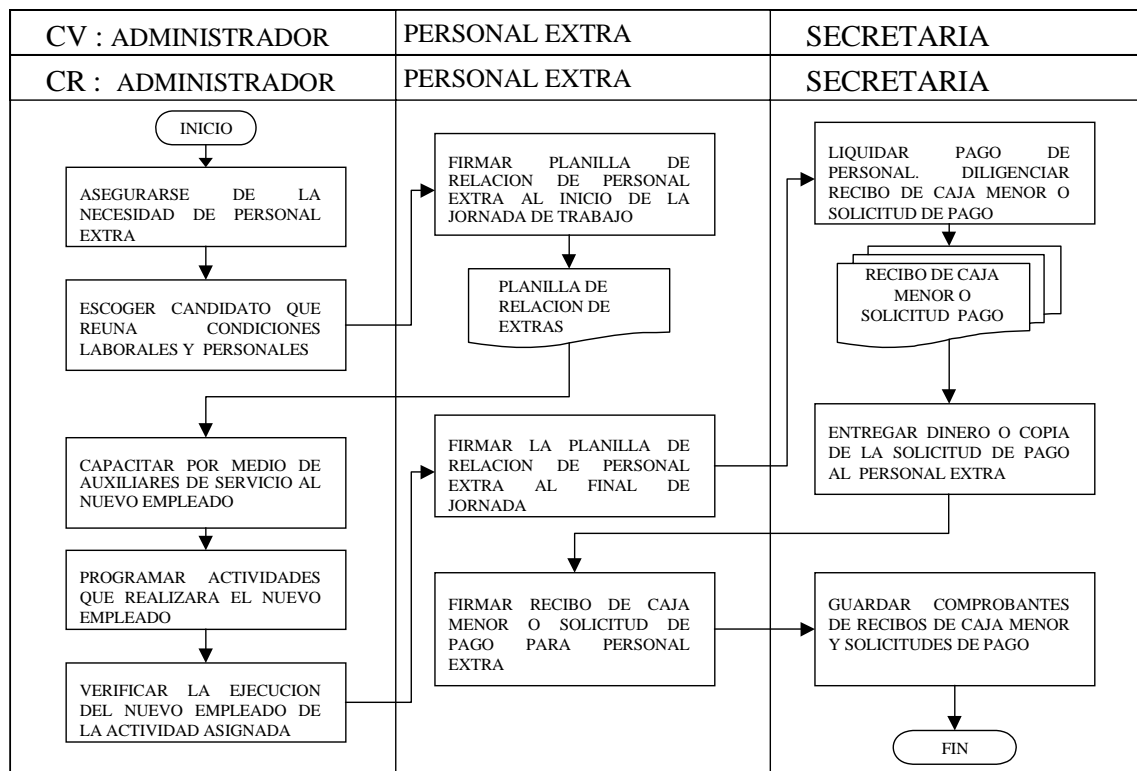 CV : ADMINISTRADOR
PERSONAL EXTRA
SECRETARIA
CR : ADMINISTRADOR
PERSONAL EXTRA
SECRETARIA
INICIO
ASEGURARSE DE LA
NECESIDAD DE PERSONAL
EXTRA
ESCOGER CANDIDATO QUE
REUNA CONDICIONES
LABORALES Y PERSONALES
FIRMAR PLANILLA DE
RELACION DE PERSONAL
EXTRA AL INICIO DE LA
JORNADA DE TRABAJO
PLANILLA DE
RELACION DE
EXTRAS
CAPACITAR POR MEDIO DE
AUXILIARES DE SERVICIO AL
NUEVO EMPLEADO
PROGRAMAR ACTIVIDADES
QUE REALIZARA EL NUEVO
EMPLEADO
VERIFICAR LA EJECUCION
DEL NUEVO EMPLEADO DE
LA ACTIVIDAD ASIGNADA
FIRMAR LA PLANILLA DE
RELACION DE PERSONAL
EXTRA AL FINAL DE
JORNADA
LIQUIDAR PAGO DE
PERSONAL. DILIGENCIAR
RECIBO DE CAJA MENOR O
SOLICITUD DE PAGO
RECIBO DE CAJA
MENOR O
SOLICITUD PAGO
ENTREGAR DINERO O COPIA
DE LA SOLICITUD DE PAGO
AL PERSONAL EXTRA
FIRMAR RECIBO DE CAJA
MENOR O SOLICITUD DE
PAGO PARA PERSONAL
EXTRA
GUARDAR COMPROBANTES
DE RECIBOS DE CAJA MENOR
Y SOLICITUDES DE PAGO
FIN